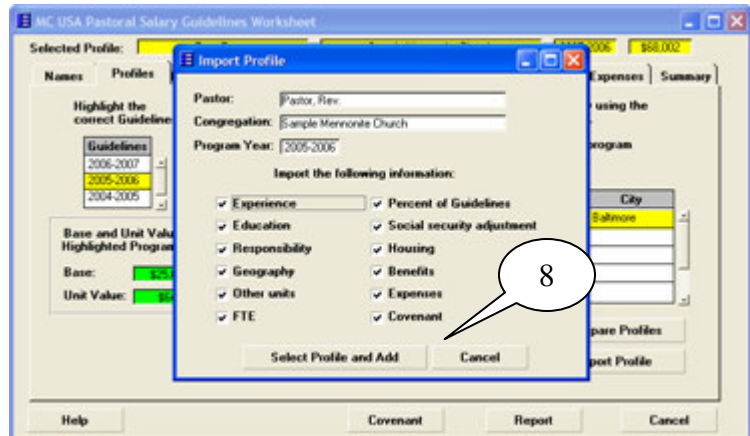 MC USA Pastoral Salary Guidelines Worksheet
Selected Profile: 2006 $68,002
Names Profiles Expenses Summary
Import Profile
Highlight the
correct Guideline
using the
program
Guidelines
2006-2007
2005-2006
2004-2005
Pastor: Pastor, Rev.
Congregation: Sample Mennonite Church
Program Year: 2005-2006
Import the following information:
Experience Percent of Guidelines
Education Social security adjustment
Responsibility Housing
Geography Benefits
Other units Expenses
FTE Covenant
Select Profile and Add Cancel
8
City
Baltimore
Base and Unit Valu
Highlighted Program
Base:
Unit Value:
pare Profiles
port Profile
Help Covenant Report Cancel